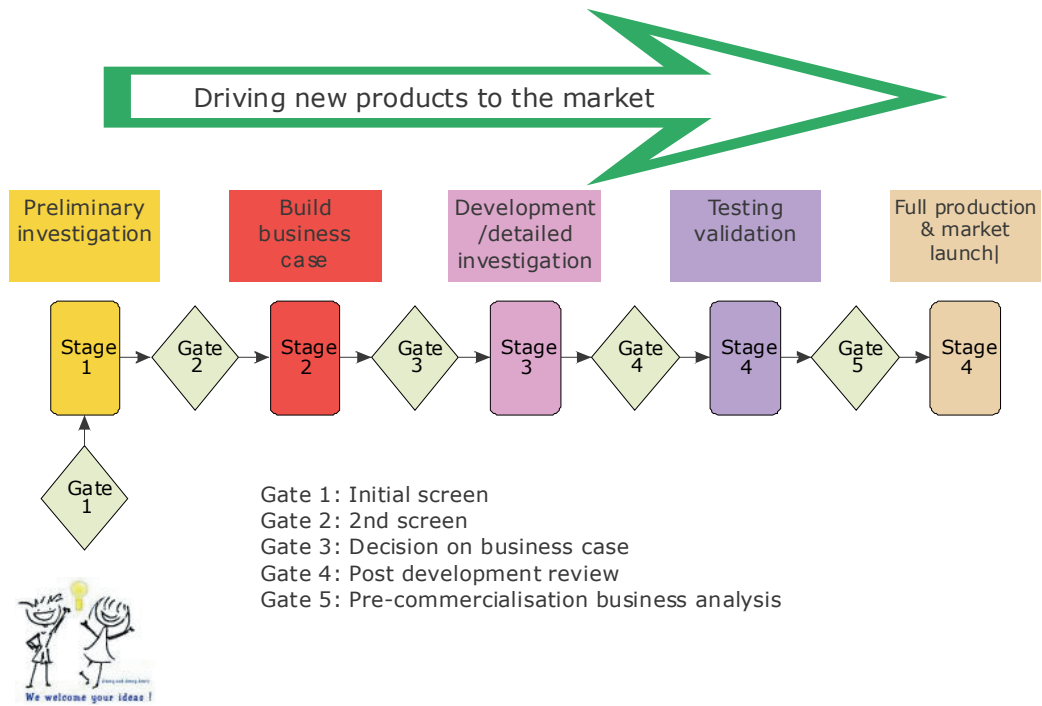 Driving new products to the market
Preliminary
investigation
Build
business
case
Development
/detailed
investigation
Testing
validation
Full production
& market
launch|
Stage
1
Gate
2
Stage
2
Gate
3
Stage
3
Gate
4
Stage
4
Gate
5
Stage
4
Gate
1
Gate 1: Initial screen
Gate 2: 2nd screen
Gate 3: Decision on business case
Gate 4: Post development review
Gate 5: Pre-commercialisation business analysis
We welcome your ideas !